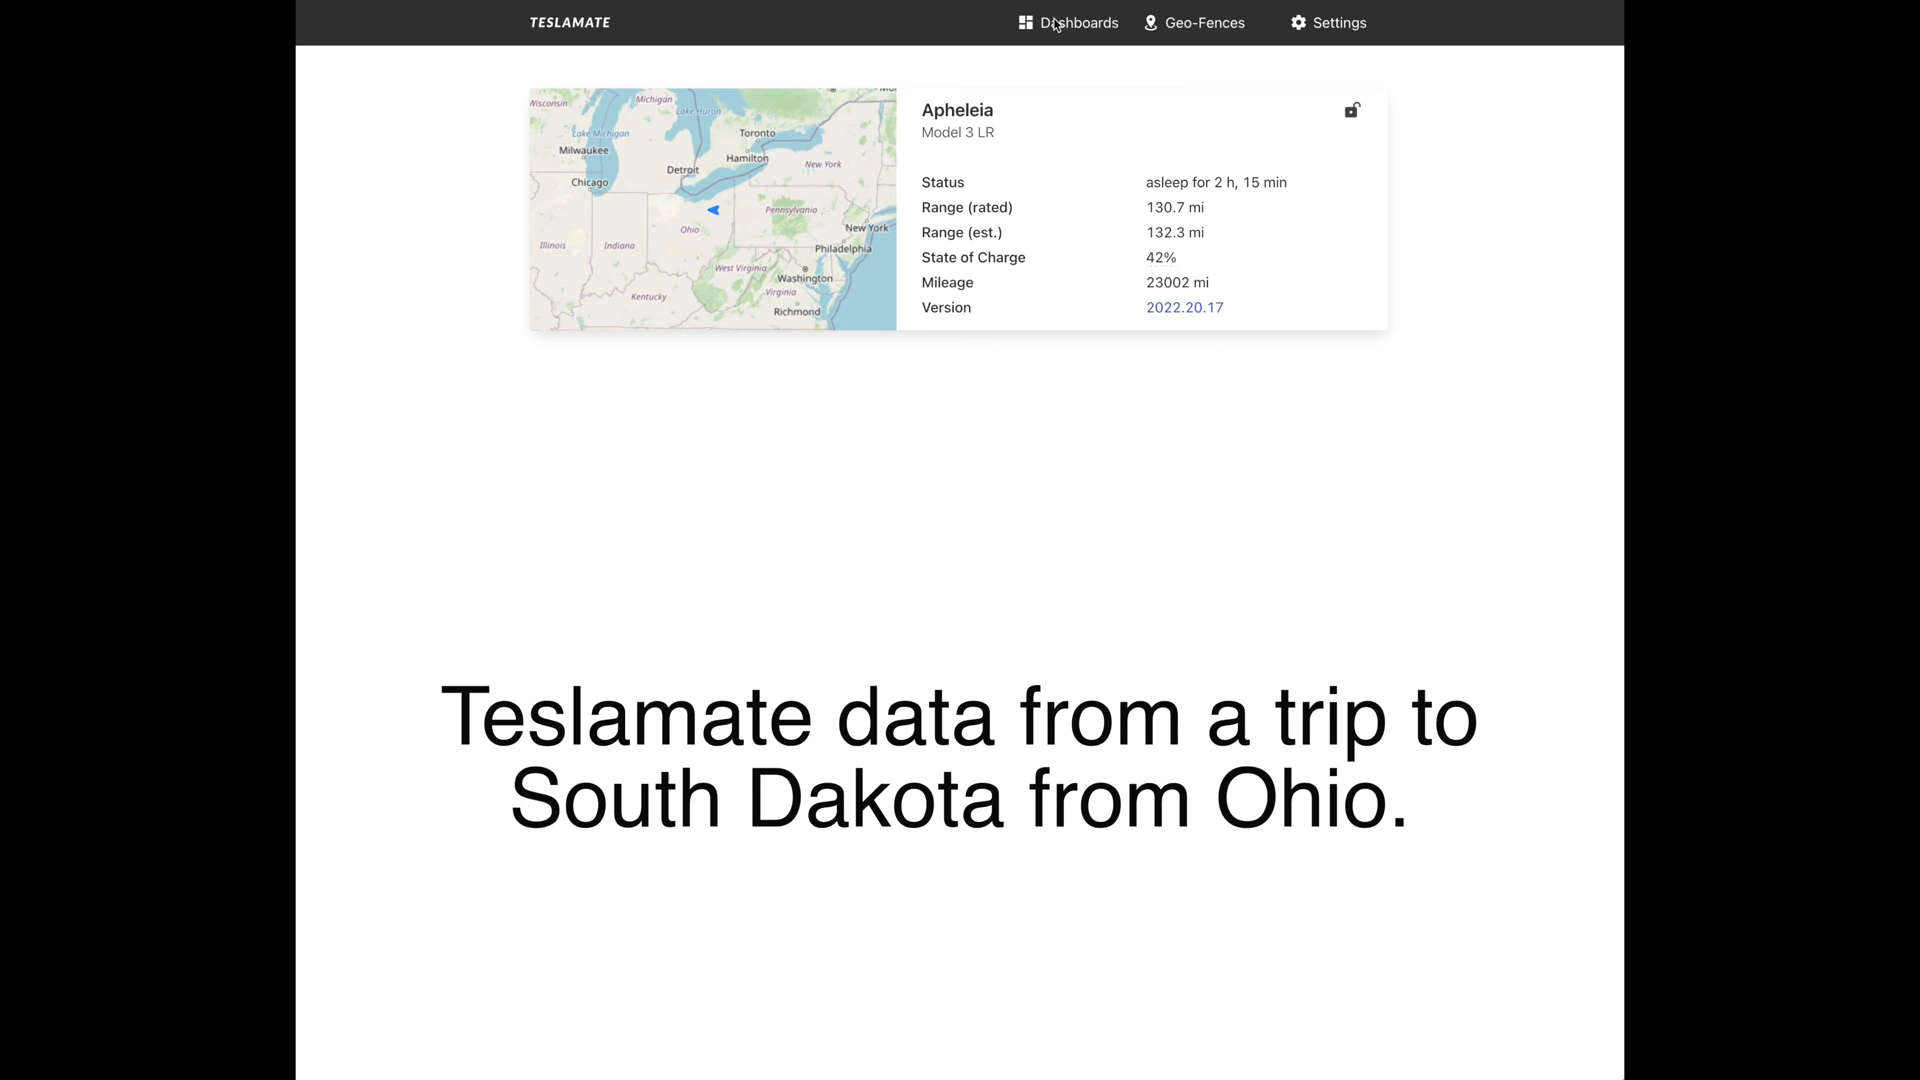 TESLAMATE
Dashboards
Geo-Fences
Settings
Wisconsin
Michigan
Lake Huron
Lake Michigan
Toronto
Milwaukee
Hamilton
Detroit
New York
Chicago
Pennsylvania
Ohio
New York
Illinois
Indiana
Philadelphia
West Virginia
Washington
Virginia
Kentucky
Richmond
Apheleia
Model 3 LR
Status asleep for 2 h, 15 min
Range (rated) 130.7 mi
Range (est.) 132.3 mi
State of Charge 42%
Mileage 23002 mi
Version 2022.20.17
Teslamate data from a trip to
South Dakota from Ohio.